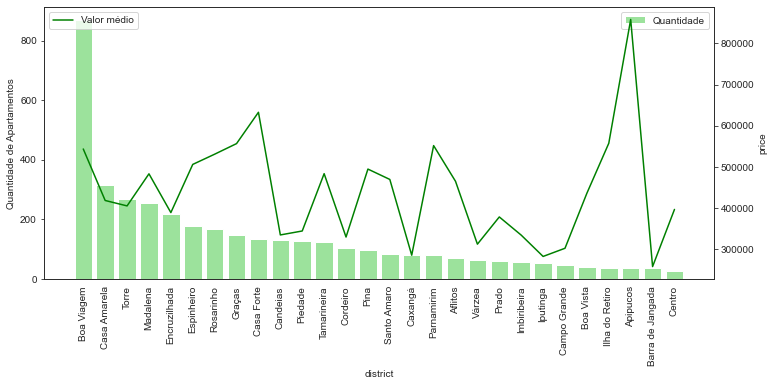 Valor médio
Quantidade
Quantidade de Apartamentos
800
600
400
200
0
price
800000
700000
600000
500000
400000
300000
Boa Viagem
Casa Amarela
Torre
Madalena
Encruzilhada
Espinheiro
Rosarinho
Graças
Casa Forte
Candeias
Piedade
Tamarineira
Cordeiro
Pina
Santo Amaro
Caxangá
Parnamirim
Aflitos
Várzea
Prado
Imbiribeira
Iputinga
Campo Grande
Boa Vista
Ilha do Retiro
Apipucos
Barra de Jangada
Centro
district